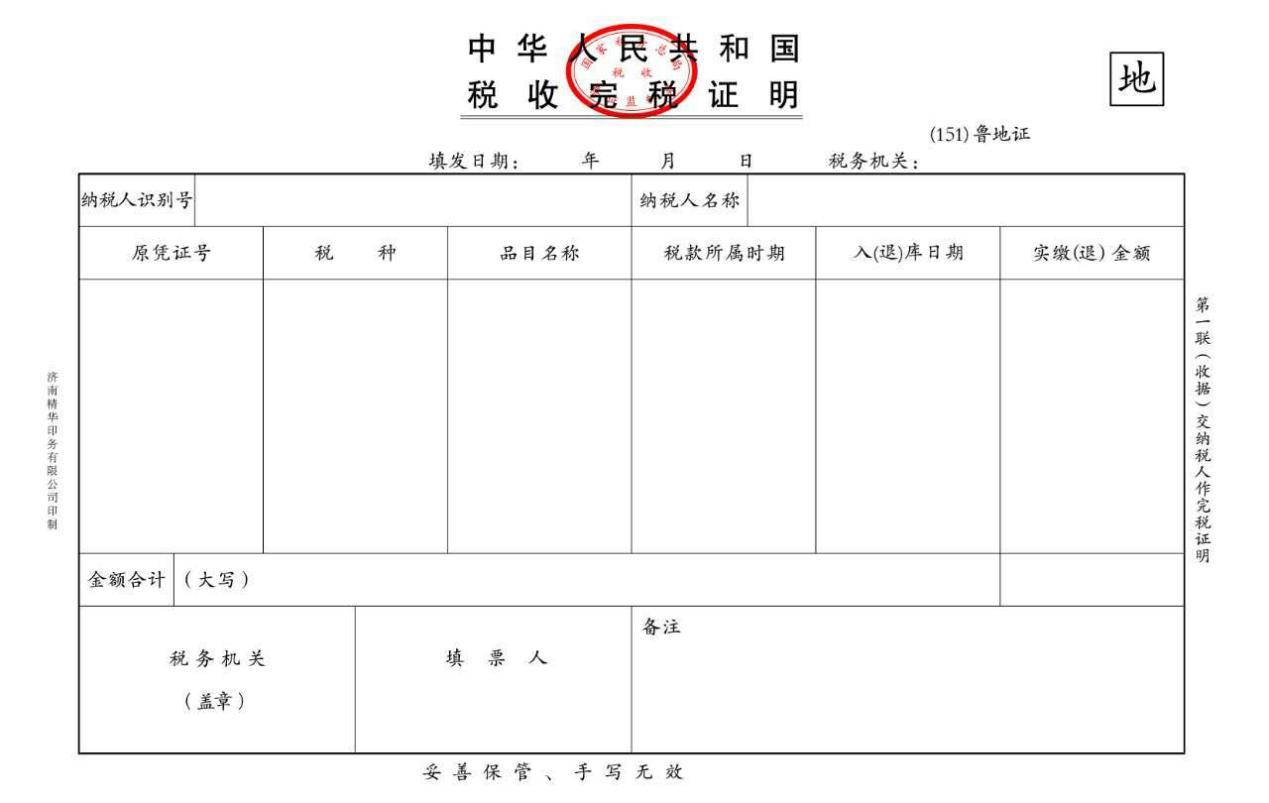 中华人民共和国
税收完税证明
地
(151)鲁地证
填发日期： 年 月 日 税务机关：
纳税人识别号 纳税人名称
原凭证号 税 种 品目名称 税款所属时期 入(退)库日期 实缴(退)金额
金额合计 （大写）
税务机关
（盖章）
填 票 人
备注
妥善保管、手写无效
济南精华印务有限公司印制
第一联（收据）交纳税人作完税证明